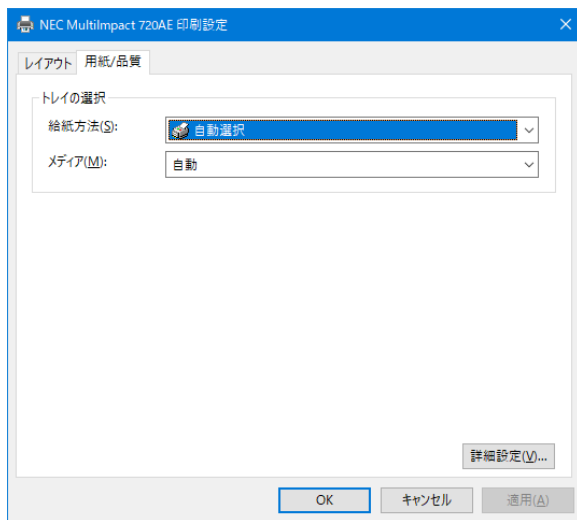 NEC MultiImpact 720AE 印刷設定
レイアウト 用紙/品質
トレイの選択
給紙方法(S): 自動選択
メディア(M): 自動
詳細設定(V)...
OK キャンセル 適用(A)